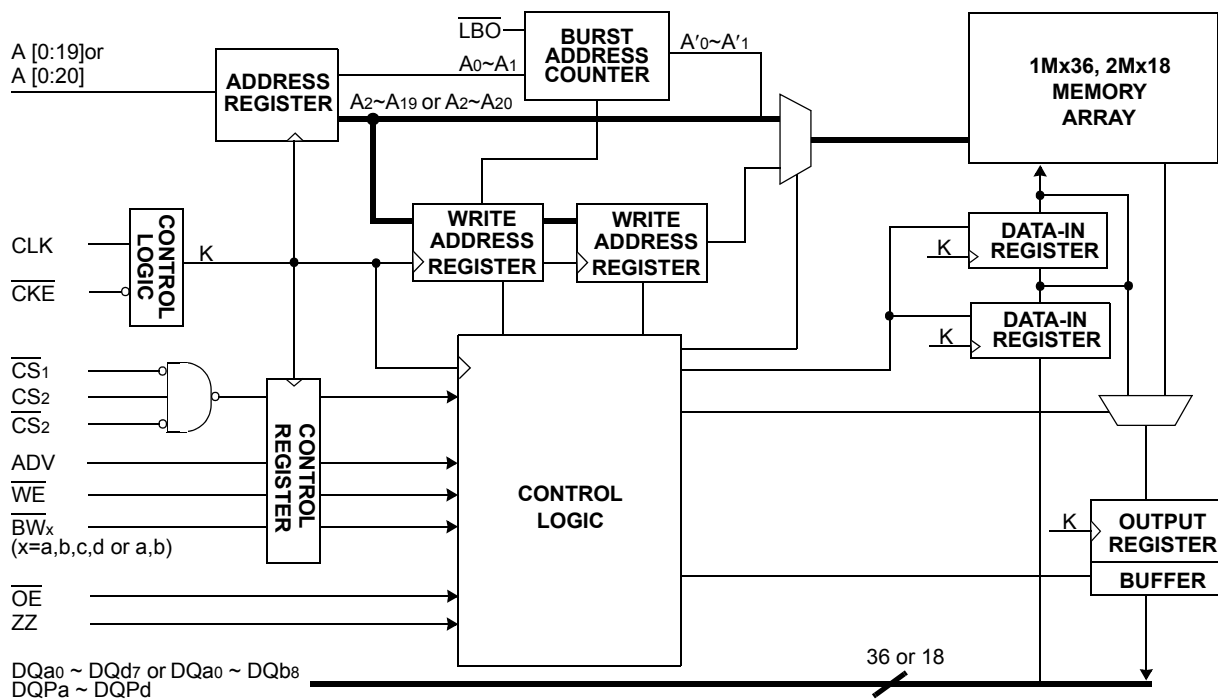 A [0:19]or
A [0:20]
ADDRESS
REGISTER
LBO
A0~A1
BURST
ADDRESS
COUNTER
A′0~A′1
A2~A19 or A2~A20
1Mx36, 2Mx18
MEMORY
ARRAY
WRITE
ADDRESS
REGISTER
WRITE
ADDRESS
REGISTER
CLK
CKE
CONTROL
LOGIC
K
DATA-IN
REGISTER
K
DATA-IN
REGISTER
K
CS1
CS2
CS2
ADV
WE
BWx
(x=a,b,c,d or a,b)
CONTROL
REGISTER
CONTROL
LOGIC
K
OUTPUT
REGISTER
BUFFER
OE
ZZ
DQa0 ~ DQd7 or DQa0 ~ DQb8
DQPa ~ DQPd
36 or 18